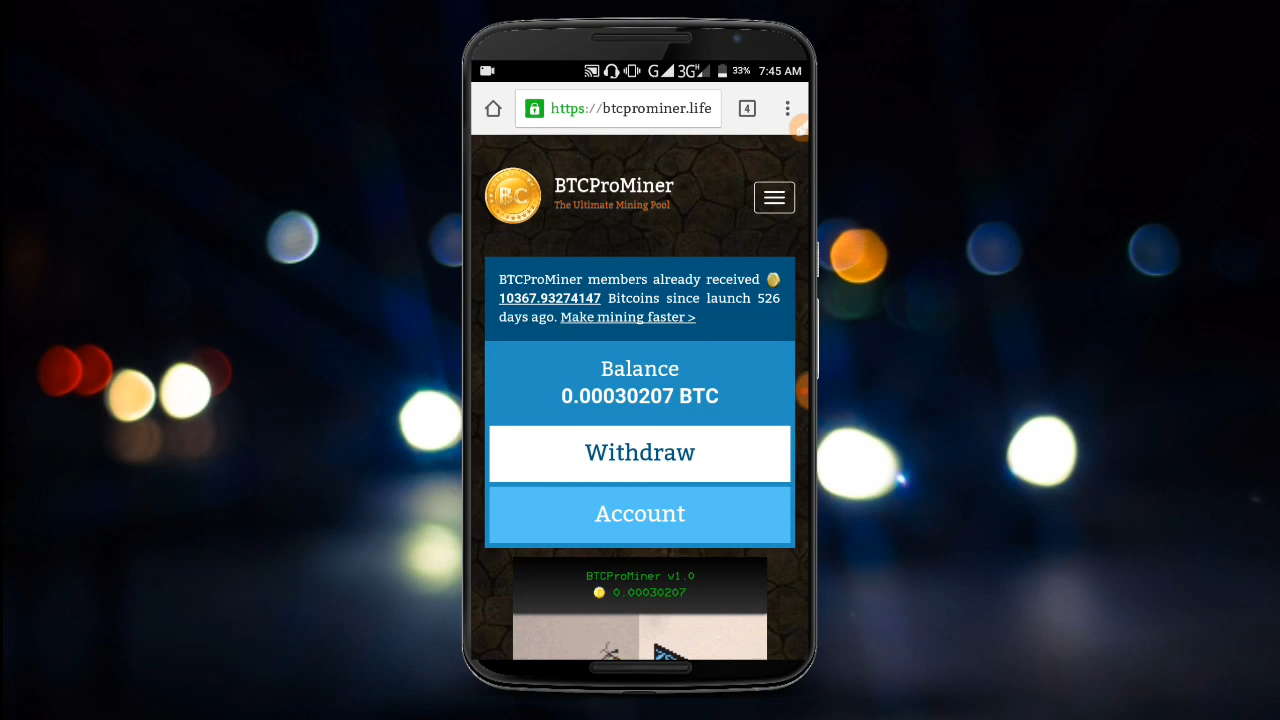 G 3G H 33% 7:45 AM
https://btcprominer.life 4
BC
BTCProMiner
The Ultimate Mining Pool
BTCProMiner members already received
10367.93274147 Bitcoins since launch 526
days ago. Make mining faster >
Balance
0.00030207 BTC
Withdraw
Account
BTCProMiner v1.0
0.00030207